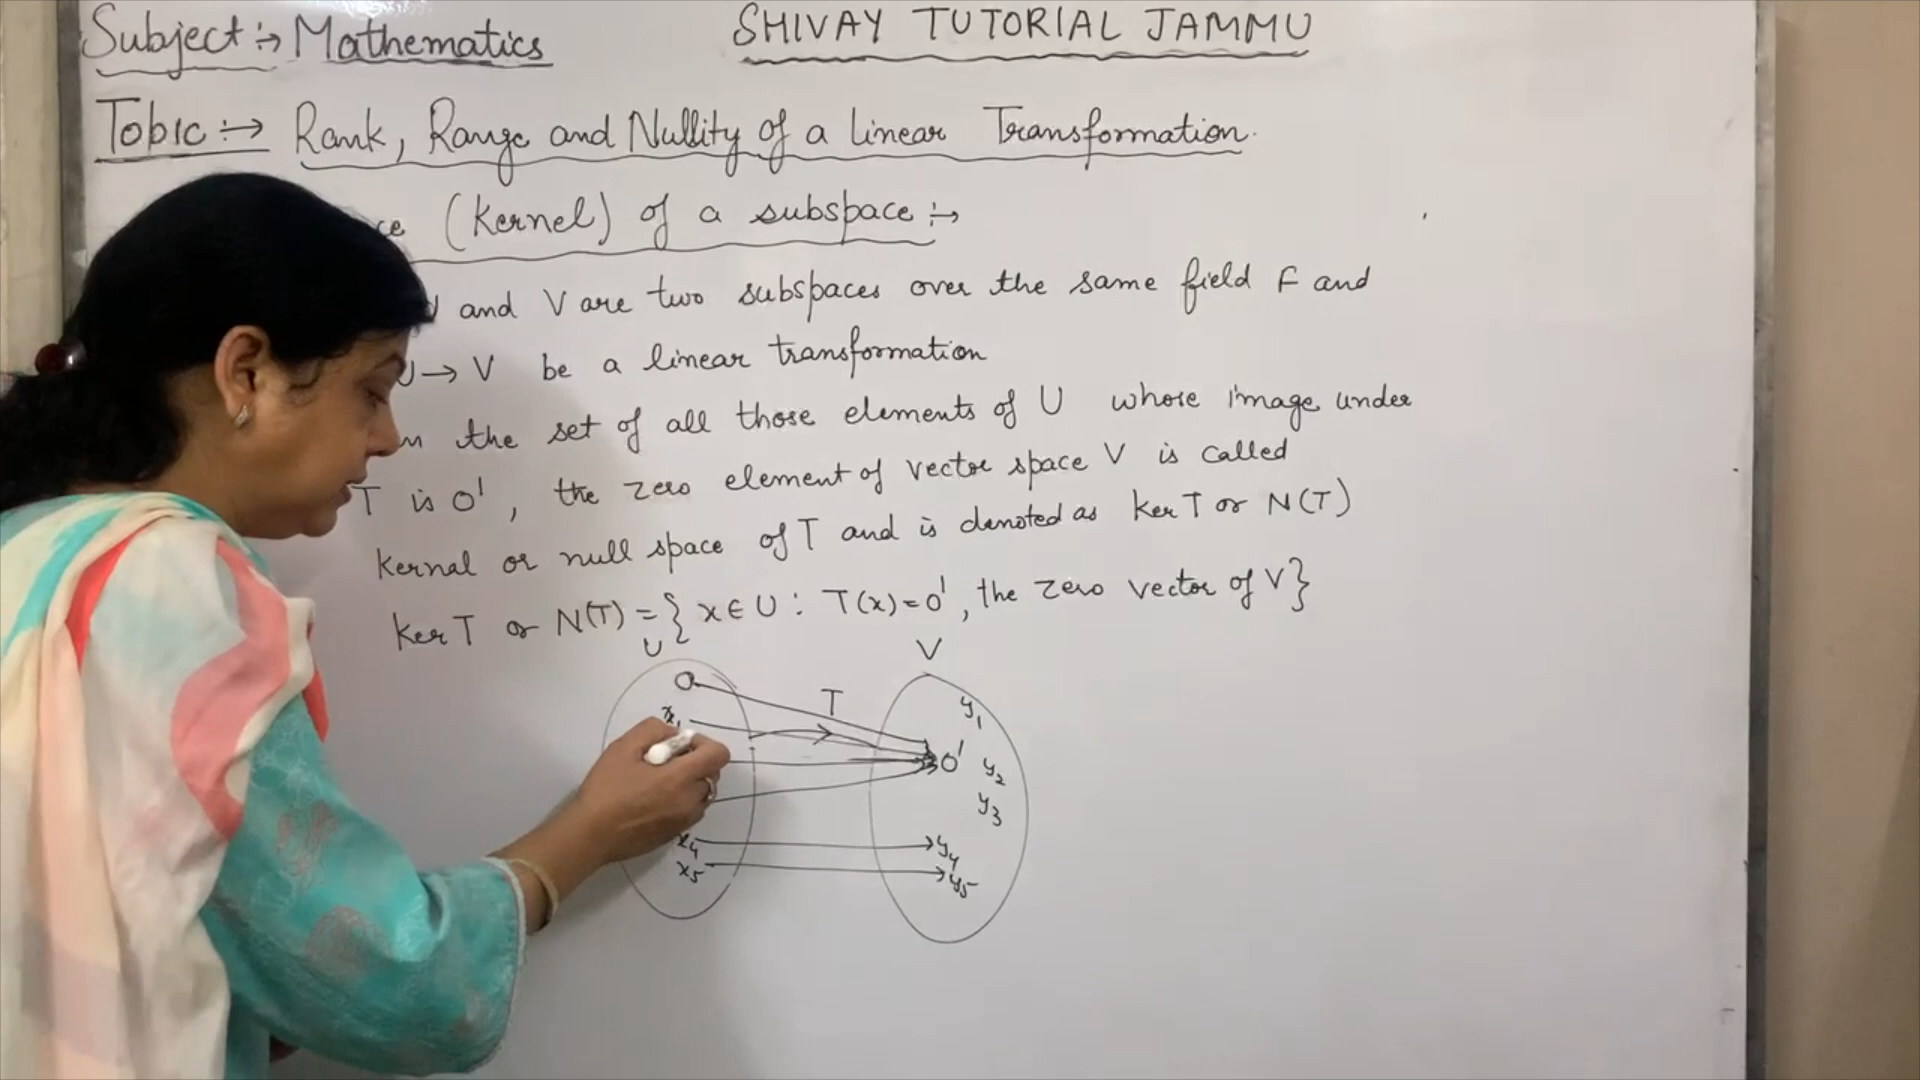 Subject :→ Mathematics
SHIVAY TUTORIAL JAMMU
Topic :→ Rank, Range and Nullity of a linear Transformation.
(Kernel) of a subspace :→
and V are two subspaces over the same field F and
U → V be a linear transformation
the set of all those elements of U whose image under
T is 0', the zero element of vector space V is called
Kernal or null space of T and is denoted as ker T or N(T)
Ker T or N(T) = { x ∈ U : T(x) = 0', the zero vector of V}
U
V
0
T
x1
y1
0'
y2
y3
x4
y4
x5
y5